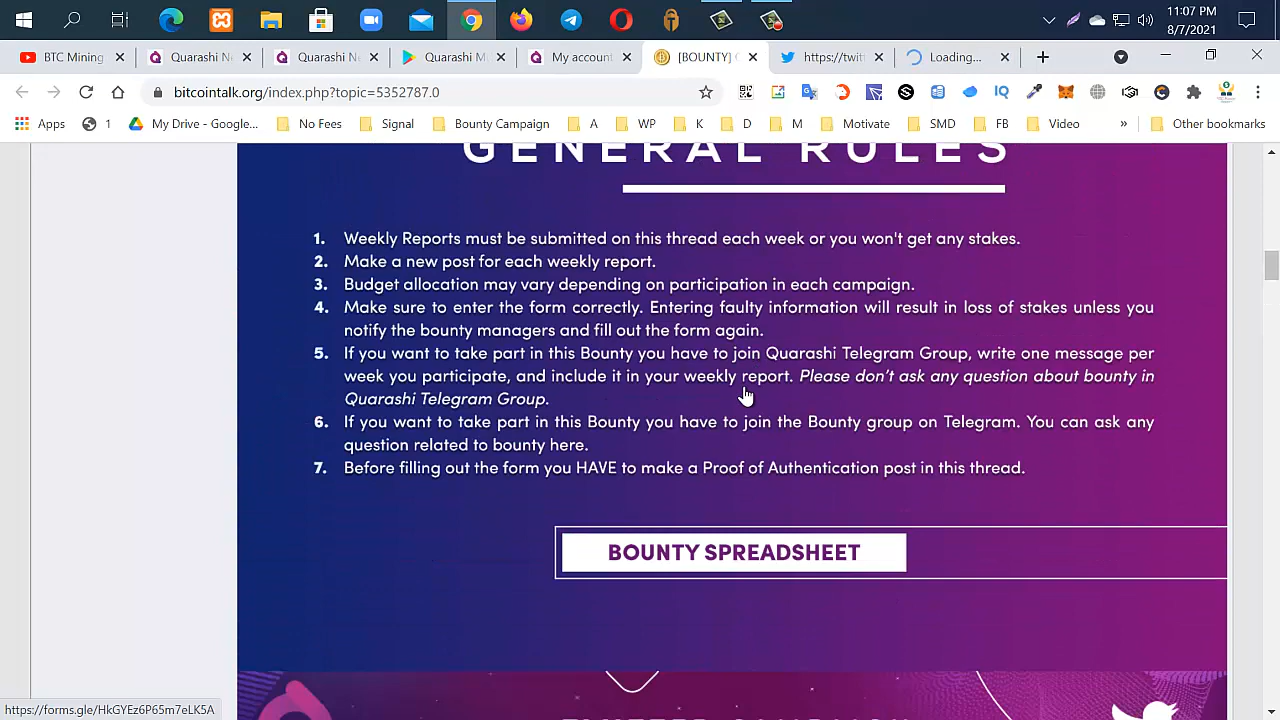 11:07 PM
8/7/2021
BTC Mining
Quarashi N
Quarashi N
Quarashi M
My account
[BOUNTY]
https://twit
Loading...
bitcointalk.org/index.php?topic=5352787.0
Apps
1
My Drive - Google...
No Fees
Signal
Bounty Campaign
A
WP
K
D
M
Motivate
SMD
FB
Video
»
Other bookmarks
GENERAL RULES
1. Weekly Reports must be submitted on this thread each week or you won't get any stakes.
2. Make a new post for each weekly report.
3. Budget allocation may vary depending on participation in each campaign.
4. Make sure to enter the form correctly. Entering faulty information will result in loss of stakes unless you
notify the bounty managers and fill out the form again.
5. If you want to take part in this Bounty you have to join Quarashi Telegram Group, write one message per
week you participate, and include it in your weekly report. Please don't ask any question about bounty in
Quarashi Telegram Group.
6. If you want to take part in this Bounty you have to join the Bounty group on Telegram. You can ask any
question related to bounty here.
7. Before filling out the form you HAVE to make a Proof of Authentication post in this thread.
BOUNTY SPREADSHEET
https://forms.gle/HkGYEz6P65m7eLK5A